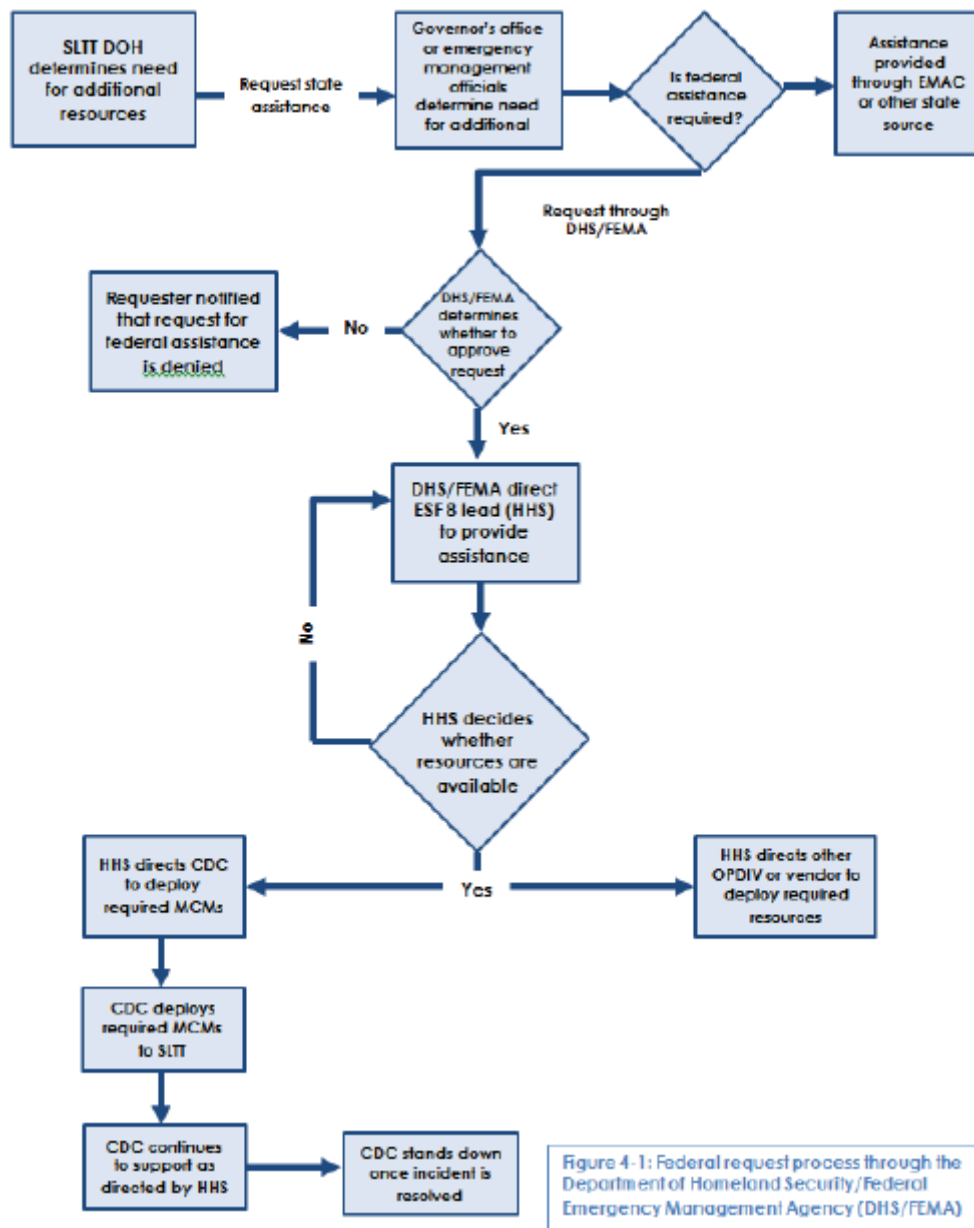 SLTT DOH
determines need
for additional
resources
Request state
assistance
Governor's office
or emergency
management
officials
determine need
for additional
Is federal
assistance
required?
Assistance
provided
through EMAC
or other state
source
Request through
DHS/FEMA
DHS/FEMA
determines
whether to
approve
request
No
Requester notified
that request for
federal assistance
is denied
Yes
DHS/FEMA direct
ESF 8 lead (HHS)
to provide
assistance
No
HHS decides
whether
resources are
available
Yes
HHS directs CDC
to deploy
required MCMs
HHS directs other
OPDIV or vendor to
deploy required
resources
CDC deploys
required MCMs
to SLTT
CDC continues
to support as
directed by HHS
CDC stands down
once incident is
resolved
Figure 4-1: Federal request process through the
Department of Homeland Security/Federal
Emergency Management Agency (DHS/FEMA)